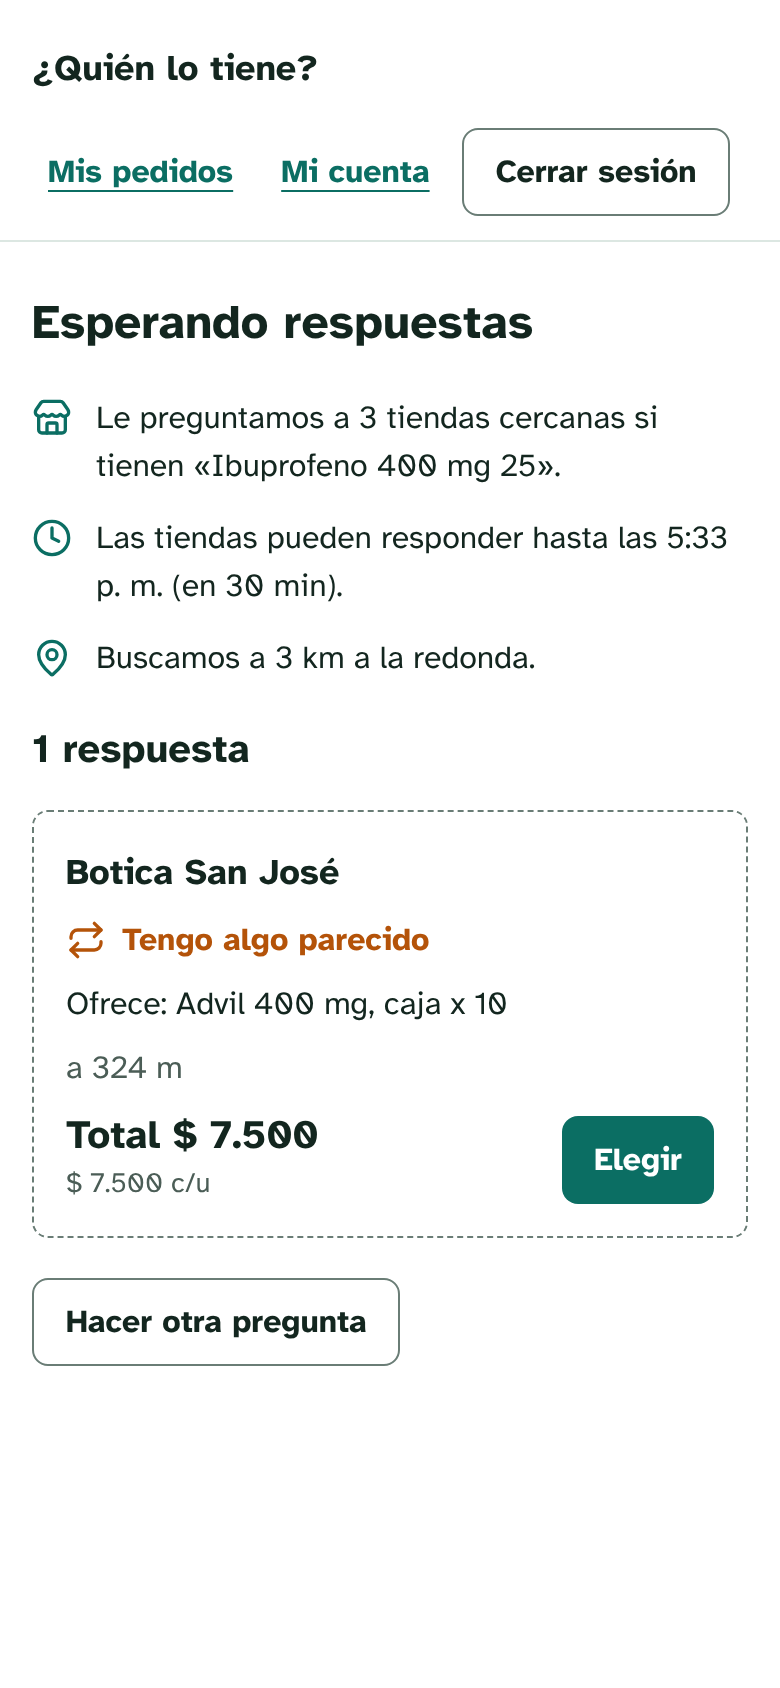 ¿Quién lo tiene?
Mis pedidos
Mi cuenta
Cerrar sesión
Esperando respuestas
Le preguntamos a 3 tiendas cercanas si
tienen «Ibuprofeno 400 mg 25».
Las tiendas pueden responder hasta las 5:33
p. m. (en 30 min).
Buscamos a 3 km a la redonda.
1 respuesta
Botica San José
Tengo algo parecido
Ofrece: Advil 400 mg, caja x 10
a 324 m
Total $ 7.500
$ 7.500 c/u
Elegir
Hacer otra pregunta